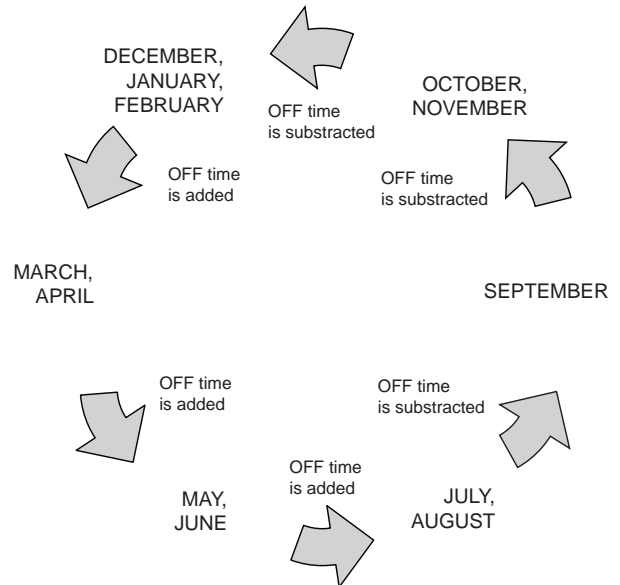 DECEMBER,
JANUARY,
FEBRUARY
OFF time
is substracted
OCTOBER,
NOVEMBER
OFF time
is added
OFF time
is substracted
MARCH,
APRIL
SEPTEMBER
OFF time
is added
OFF time
is substracted
OFF time
is added
MAY,
JUNE
JULY,
AUGUST